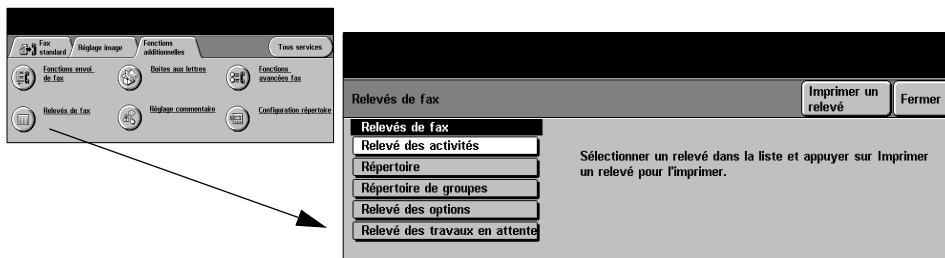 Fax
standard
Réglage image
Fonctions
additionnelles
Tous services
Fonctions envoi
de fax
Boites aux lettres
Fonctions
avancées fax
Relevés de fax
Réglage commentaire
Configuration répertoire
Relevés de fax
Imprimer un
relevé
Fermer
Relevés de fax
Relevé des activités
Répertoire
Répertoire de groupes
Relevé des options
Relevé des travaux en attente
Sélectionner un relevé dans la liste et appuyer sur Imprimer
un relevé pour l'imprimer.